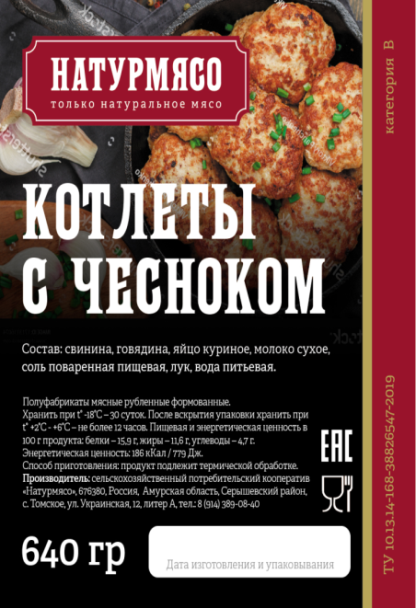 НАТУРМЯСО
только натуральное мясо
категория В
КОТЛЕТЫ
С ЧЕСНОКОМ
Состав: свинина, говядина, яйцо куриное, молоко сухое,
соль поваренная пищевая, лук, вода питьевая.
Полуфабрикаты мясные рубленные формованные.
Хранить при t° -18°С – 30 суток. После вскрытия упаковки хранить при
t° +2°С - +6°С – не более 12 часов. Пищевая и энергетическая ценность в
100 г продукта: белки – 15,9 г, жиры – 11,6 г, углеводы – 4,7 г.
Энергетическая ценность: 186 кКал / 779 Дж.
Способ приготовления: продукт подлежит термической обработке.
Производитель: сельскохозяйственный потребительский кооператив
«Натурмясо», 676380, Россия, Амурская область, Серышевский район,
с. Томское, ул. Украинская, 12, литер А, тел.: 8 (914) 389-08-40
ЕАС
640 гр
Дата изготовления и упаковывания
ТУ 10.13.14-168-38826547-2019